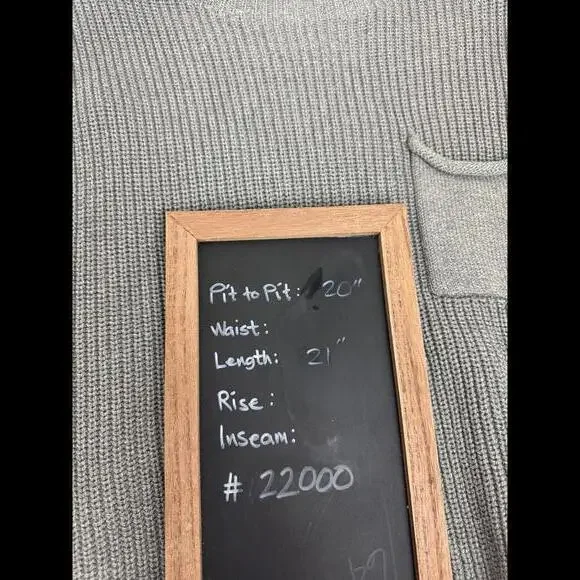 Pit to Pit: 20"
Waist:
Length: 21"
Rise:
Inseam:
# 22000